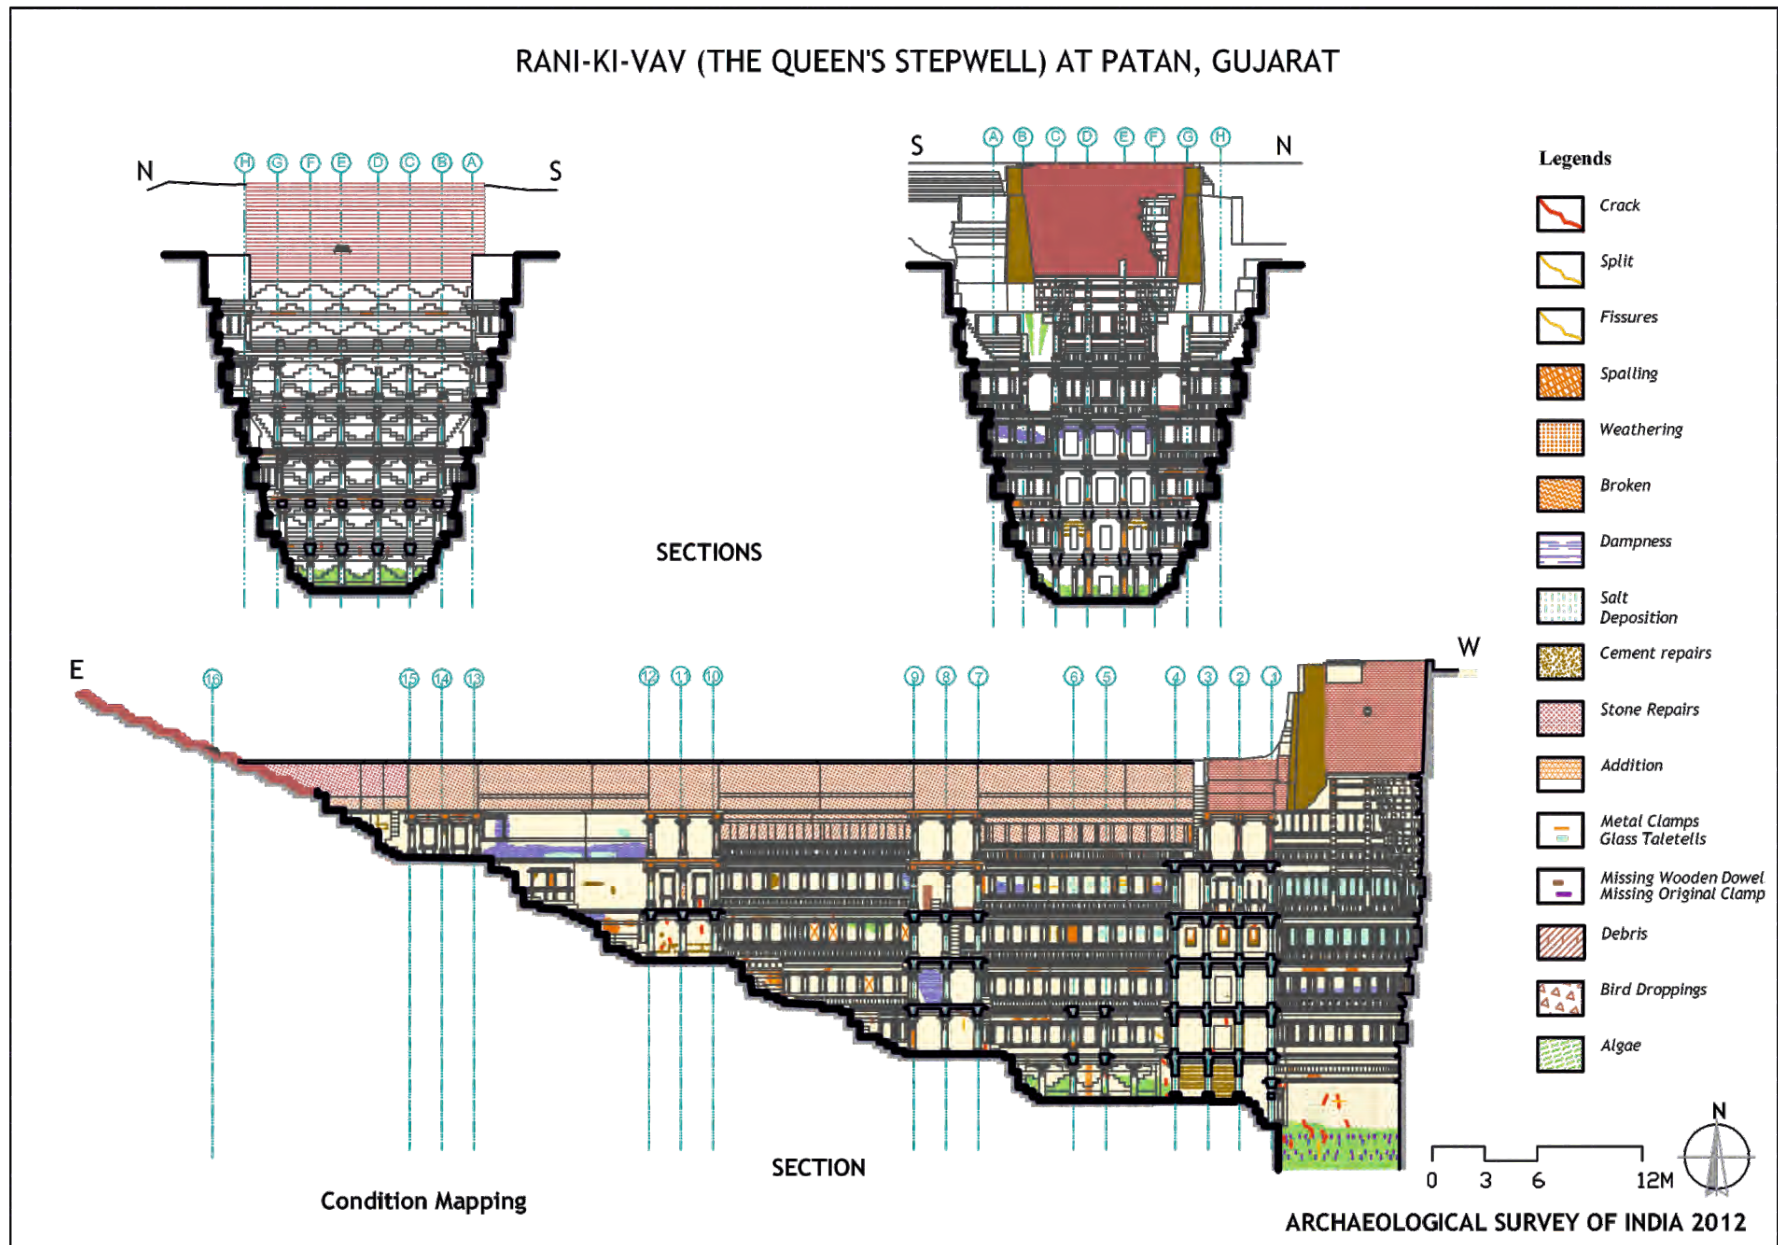 RANI-KI-VAV (THE QUEEN'S STEPWELL) AT PATAN, GUJARAT
N H G F E D C B A S
S A B C D E F G H N
SECTIONS
E 16 15 14 13 12 11 10 9 8 7 6 5 4 3 2 1 W
SECTION
Condition Mapping
Legends
Crack
Split
Fissures
Spalling
Weathering
Broken
Dampness
Salt
Deposition
Cement repairs
Stone Repairs
Addition
Metal Clamps
Glass Taletells
Missing Wooden Dowel
Missing Original Clamp
Debris
Bird Droppings
Algae
N
0 3 6 12M
ARCHAEOLOGICAL SURVEY OF INDIA 2012